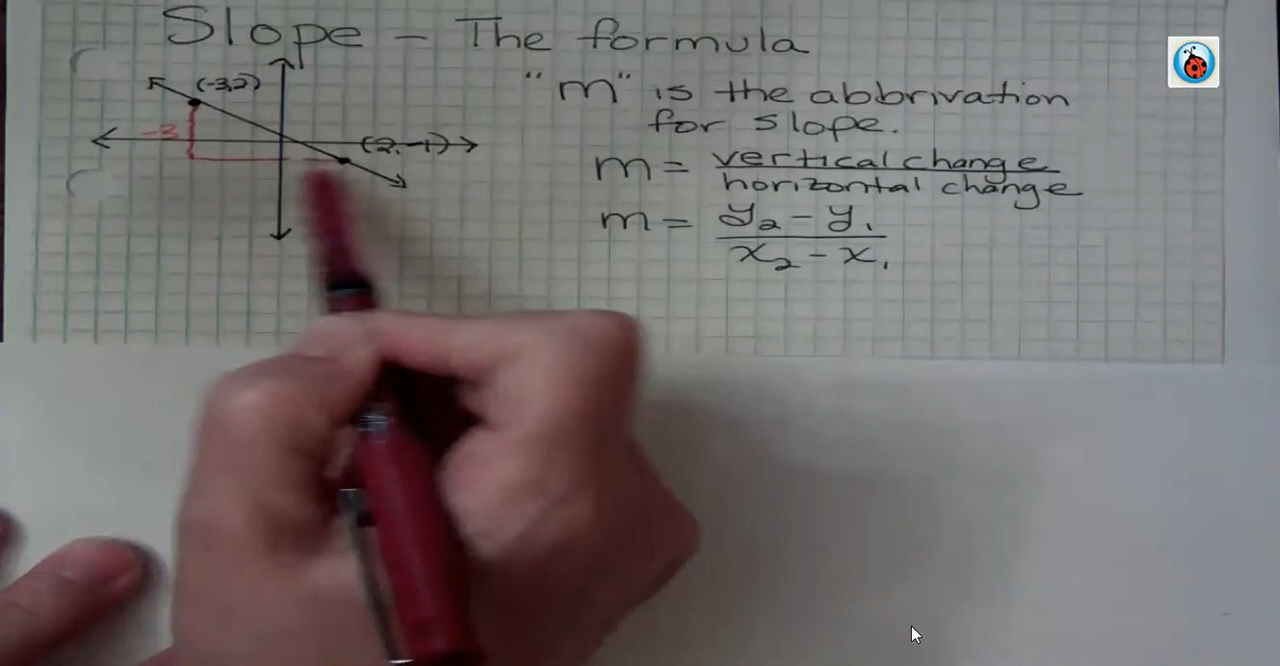 Slope – The formula
(-3,2)
-3
(2,-1)
"m" is the abbrivation
for slope.
m = vertical change
horizontal change
m = y₂ - y₁
x₂ - x₁